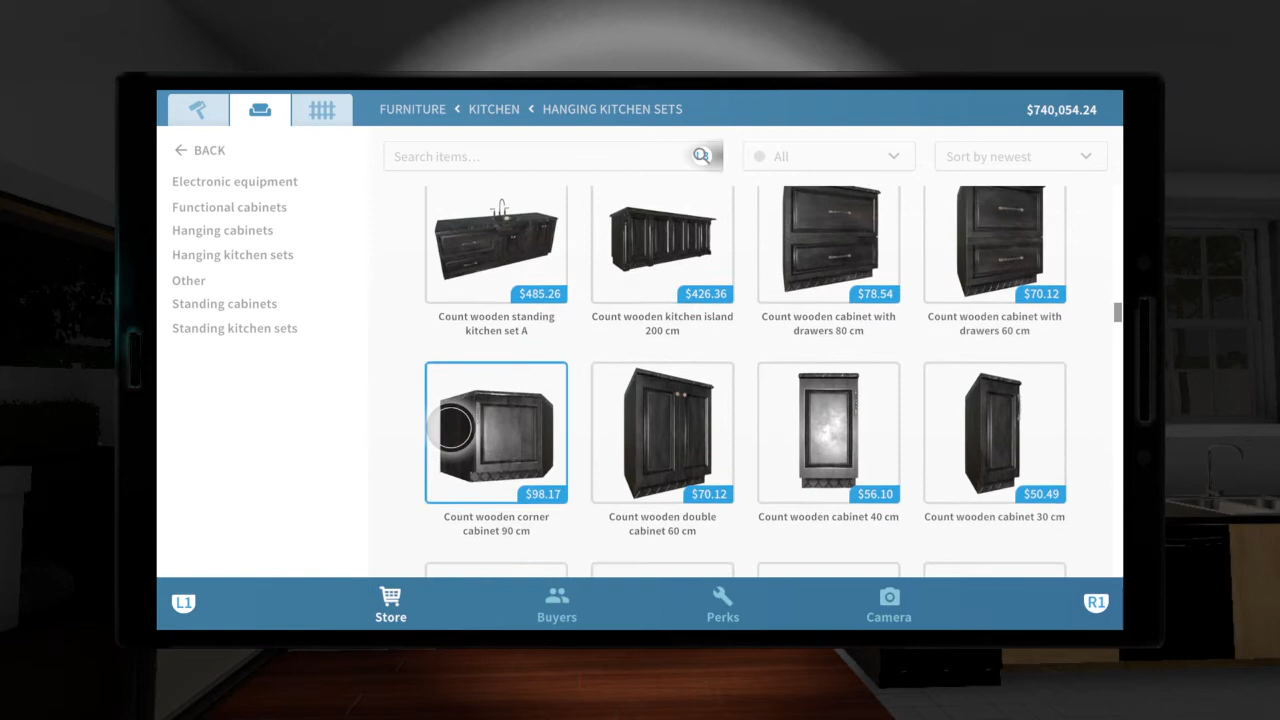 FURNITURE < KITCHEN < HANGING KITCHEN SETS
$740,054.24
BACK
Search items...
All
Sort by newest
Electronic equipment
Functional cabinets
Hanging cabinets
Hanging kitchen sets
Other
Standing cabinets
Standing kitchen sets
$485.26
$426.36
$78.54
$70.12
Count wooden standing
kitchen set A
Count wooden kitchen island
200 cm
Count wooden cabinet with
drawers 80 cm
Count wooden cabinet with
drawers 60 cm
$98.17
$70.12
$56.10
$50.49
Count wooden corner
cabinet 90 cm
Count wooden double
cabinet 60 cm
Count wooden cabinet 40 cm
Count wooden cabinet 30 cm
L1
Store
Buyers
Perks
Camera
R1